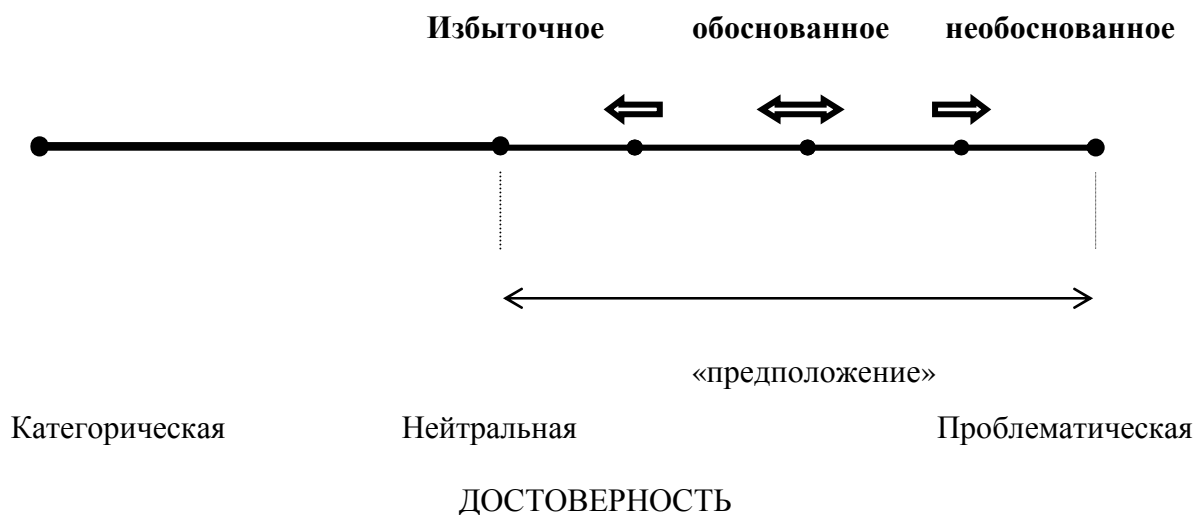 Избыточное обоснованное необоснованное
«предположение»
Категорическая Нейтральная Проблематическая
ДОСТОВЕРНОСТЬ